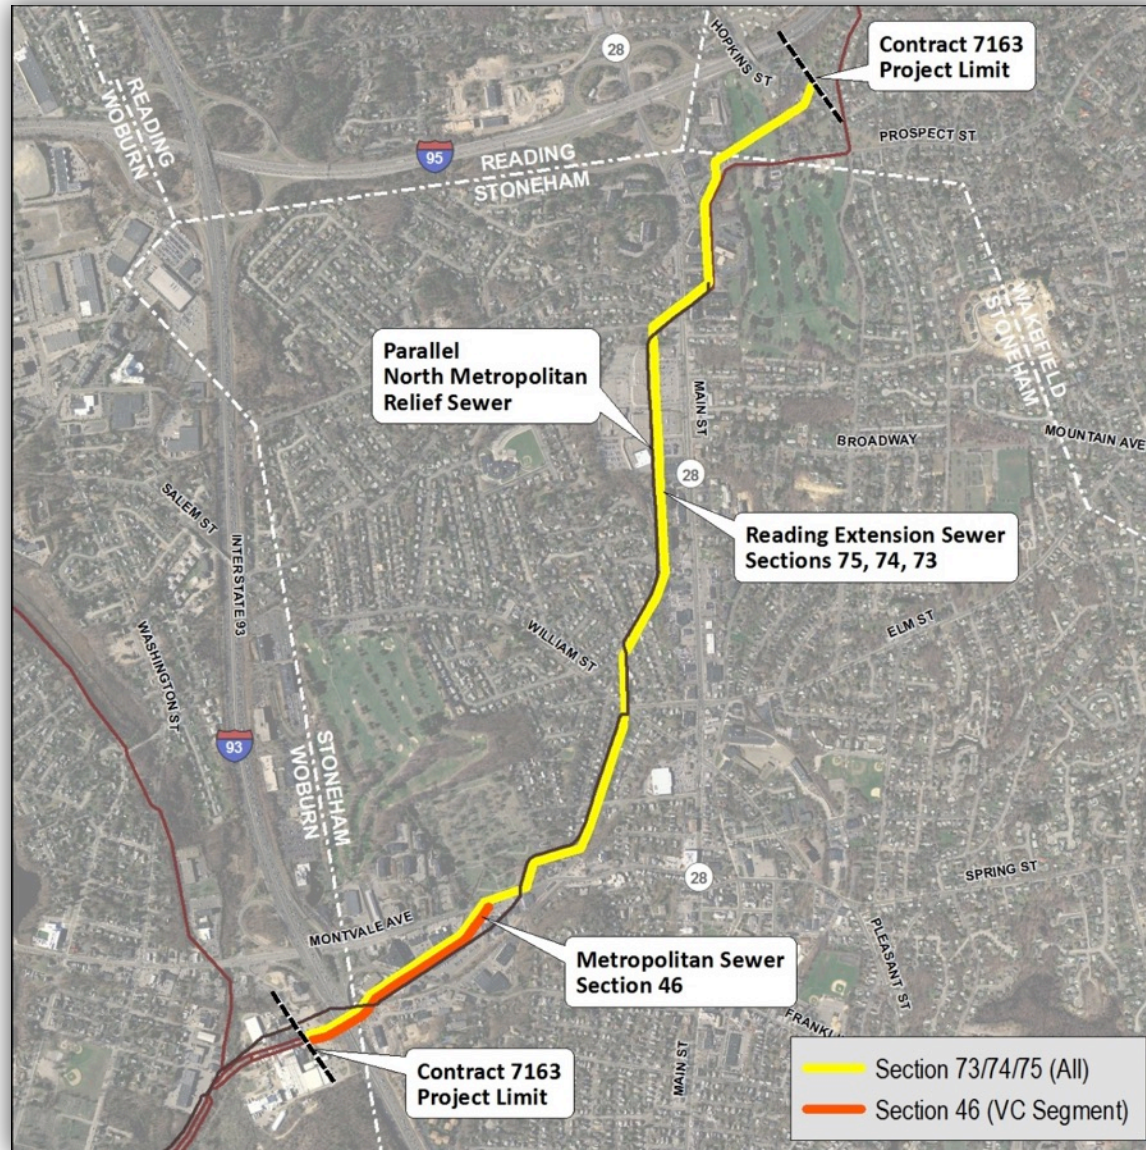 28
HOPKINS ST
Contract 7163
Project Limit
READING
WOBURN
PROSPECT ST
95
READING
STONEHAM
WAKEFIELD
STONEHAM
Parallel
North Metropolitan
Relief Sewer
MAIN ST
BROADWAY
MOUNTAIN AVE
28
SALEM ST
Reading Extension Sewer
Sections 75, 74, 73
INTERSTATE 93
WASHINGTON ST
WILLIAM ST
ELM ST
93
STONEHAM
WOBURN
28
SPRING ST
MONTVALE AVE
PLEASANT ST
Metropolitan Sewer
Section 46
FRANKLI
MAIN ST
Contract 7163
Project Limit
Section 73/74/75 (All)
Section 46 (VC Segment)